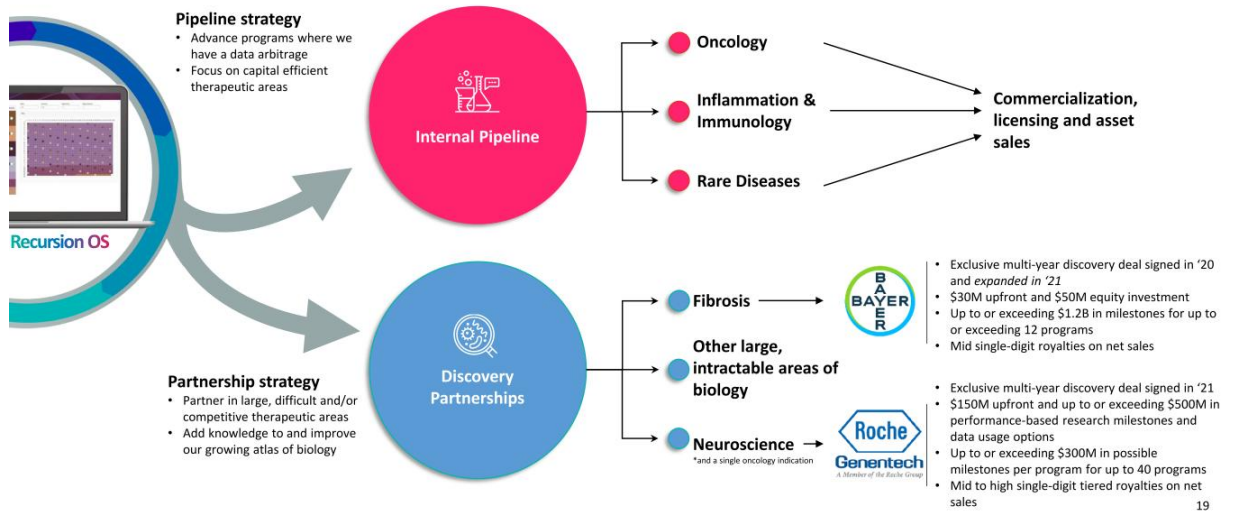 Pipeline strategy
• Advance programs where we
have a data arbitrage
• Focus on capital efficient
therapeutic areas
Recursion OS
Internal Pipeline
Oncology
Inflammation &
Immunology
Rare Diseases
Commercialization,
licensing and asset
sales
Partnership strategy
• Partner in large, difficult and/or
competitive therapeutic areas
• Add knowledge to and improve
our growing atlas of biology
Discovery
Partnerships
Fibrosis
BAYER
BAYER
• Exclusive multi-year discovery deal signed in ‘20
and expanded in ‘21
• $30M upfront and $50M equity investment
• Up to or exceeding $1.2B in milestones for up to
or exceeding 12 programs
• Mid single-digit royalties on net sales
Other large,
intractable areas of
biology
Neuroscience
*and a single oncology indication
Roche
Genentech
A Member of the Roche Group
• Exclusive multi-year discovery deal signed in ‘21
• $150M upfront and up to or exceeding $500M in
performance-based research milestones and
data usage options
• Up to or exceeding $300M in possible
milestones per program for up to 40 programs
• Mid to high single-digit tiered royalties on net
sales
19